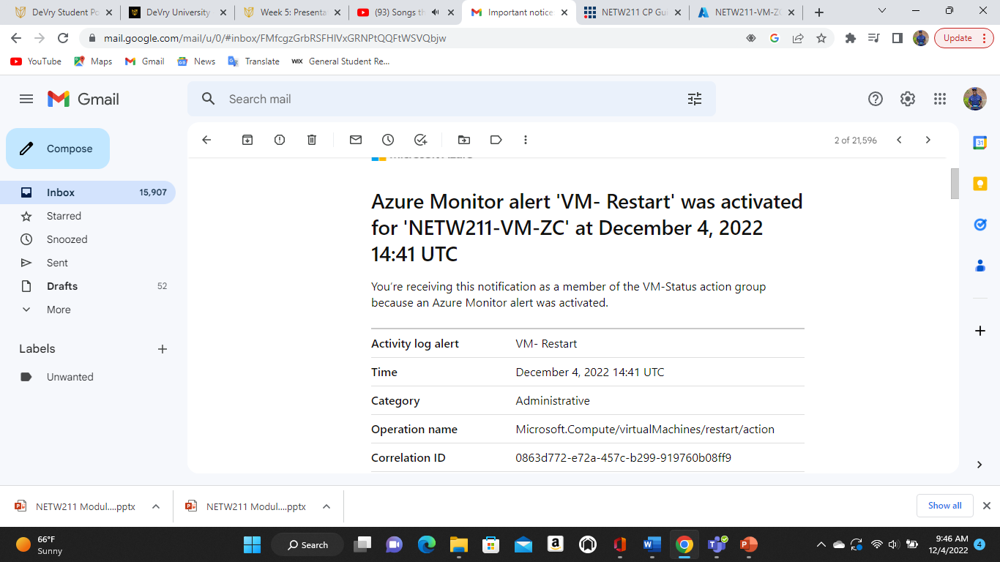 DeVry Student Po
DeVry University
Week 5: Presenta
(93) Songs th
Important notice
NETW211 CP Gu
NETW211-VM-ZC
mail.google.com/mail/u/0/#inbox/FMfcgzGrbRSFHlVxGRNPtQQFtWSVQbjw
Update
YouTube
Maps
Gmail
News
Translate
WIX General Student Re...
Gmail
Search mail
Compose
2 of 21,596
Inbox 15,907
Starred
Snoozed
Sent
Drafts 52
More
Labels
Unwanted
Azure Monitor alert 'VM- Restart' was activated
for 'NETW211-VM-ZC' at December 4, 2022
14:41 UTC
You're receiving this notification as a member of the VM-Status action group
because an Azure Monitor alert was activated.
Activity log alert VM- Restart
Time December 4, 2022 14:41 UTC
Category Administrative
Operation name Microsoft.Compute/virtualMachines/restart/action
Correlation ID 0863d772-e72a-457c-b299-919760b08ff9
31
NETW211 Modul....pptx
NETW211 Modul....pptx
Show all
66°F
Sunny
Search
9:46 AM
12/4/2022
4